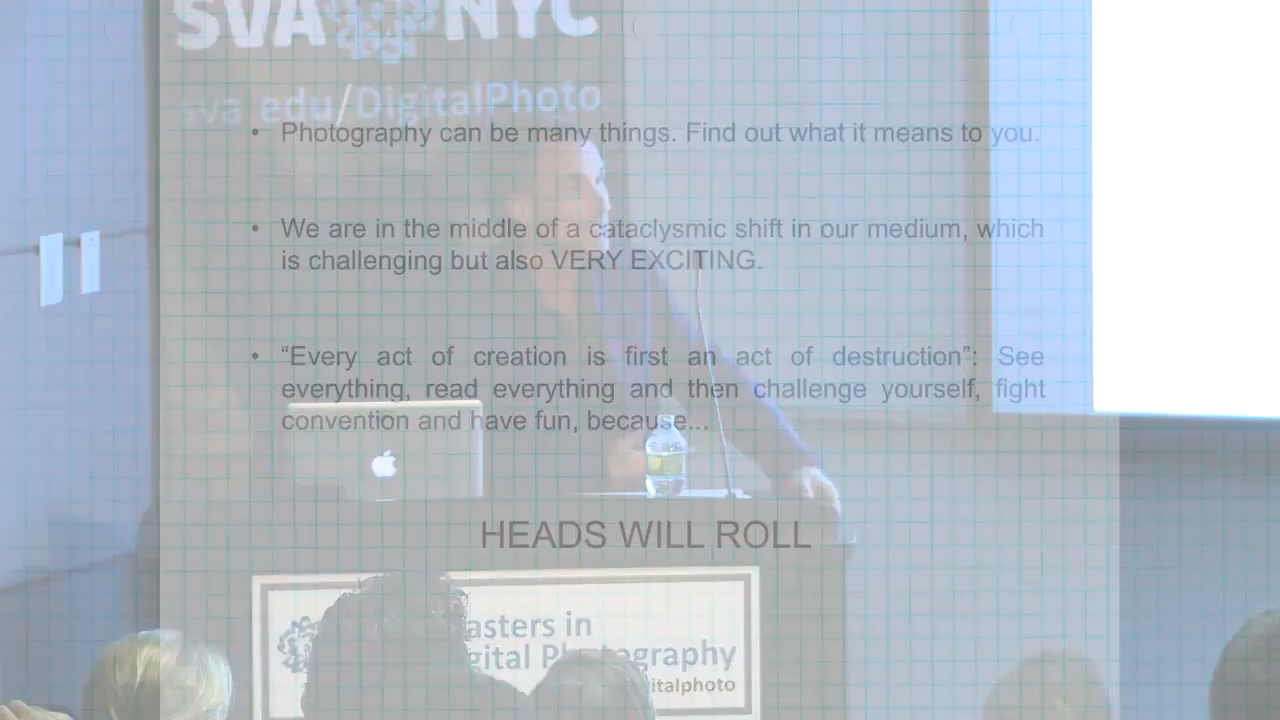 SVA NYC
sva.edu/DigitalPhoto
• Photography can be many things. Find out what it means to you.
• We are in the middle of a cataclysmic shift in our medium, which
is challenging but also VERY EXCITING.
• “Every act of creation is first an act of destruction”: See
everything, read everything and then challenge yourself, fight
convention and have fun, because...
HEADS WILL ROLL
asters in
gital Photography
italphoto